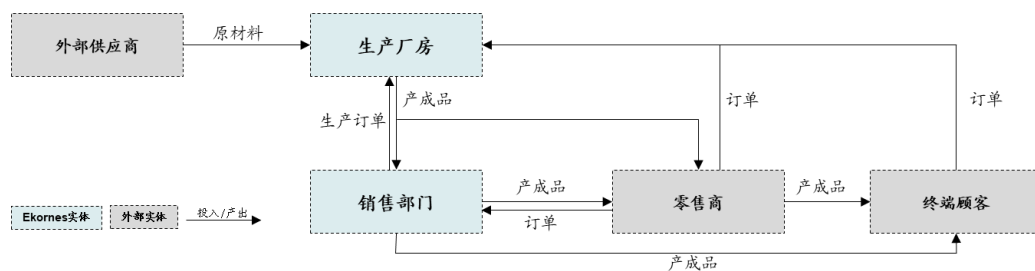 外部供应商
原材料
生产厂房
产成品
生产订单
订单
订单
销售部门
产成品
订单
零售商
产成品
终端顾客
产成品
Ekornes实体
外部实体
投入/产出